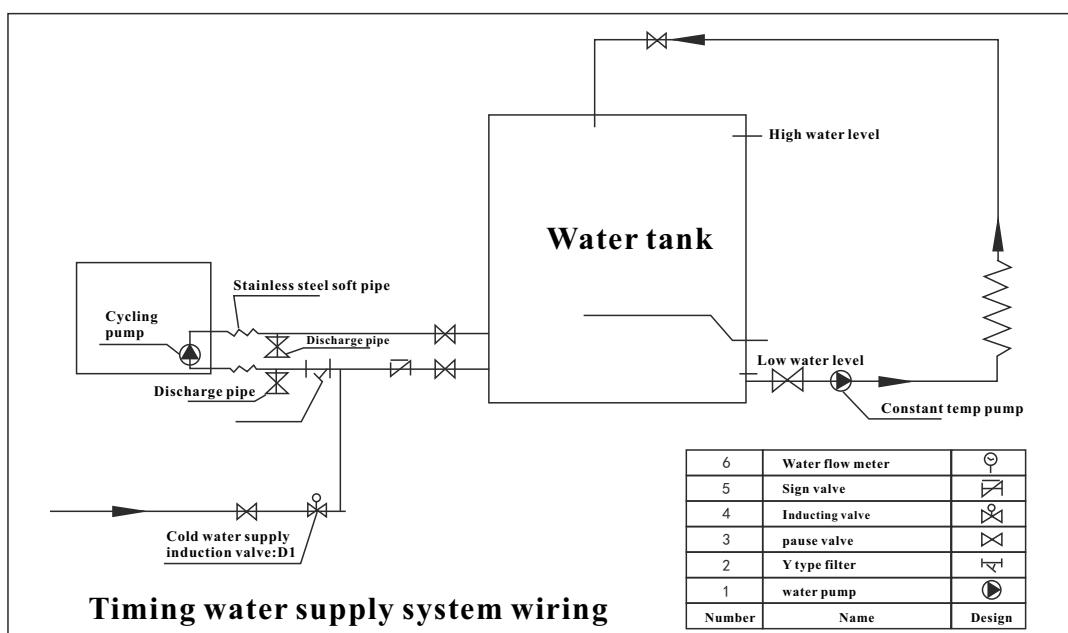 High water level
Water tank
Stainless steel soft pipe
Cycling
pump
Discharge pipe
Low water level
Discharge pipe
Constant temp pump
Cold water supply
induction valve:D1
6 Water flow meter
5 Sign valve
4 Inducting valve
3 pause valve
2 Y type filter
1 water pump
Number Name Design
Timing water supply system wiring